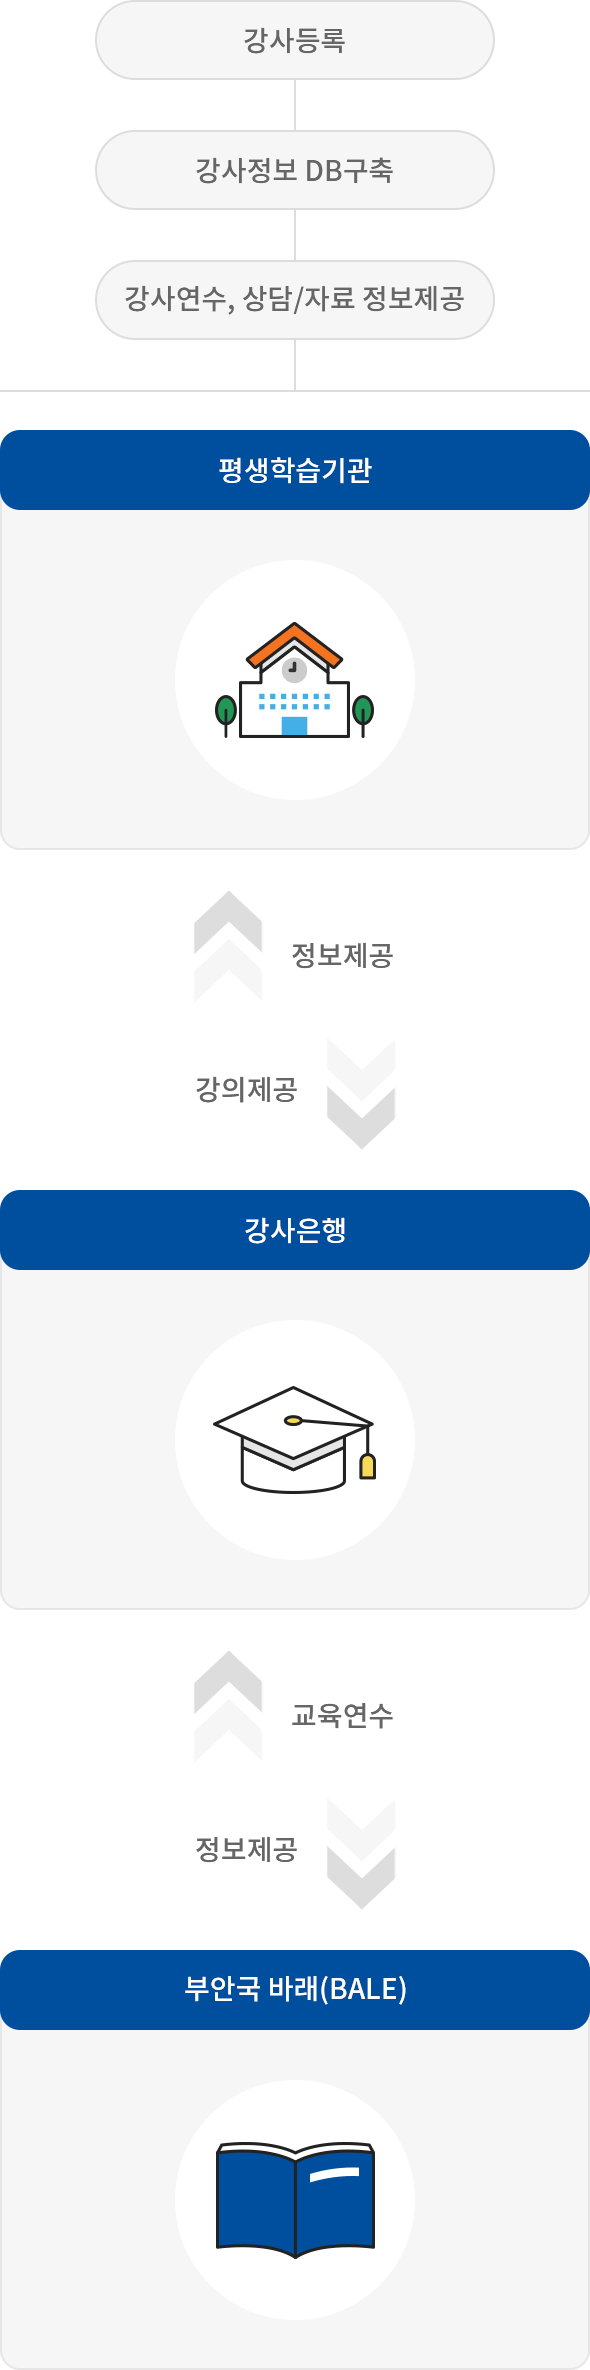 강사등록
강사정보 DB구축
강사연수, 상담/자료 정보제공
평생학습기관
정보제공
강의제공
강사은행
교육연수
정보제공
부안국 바래(BALE)